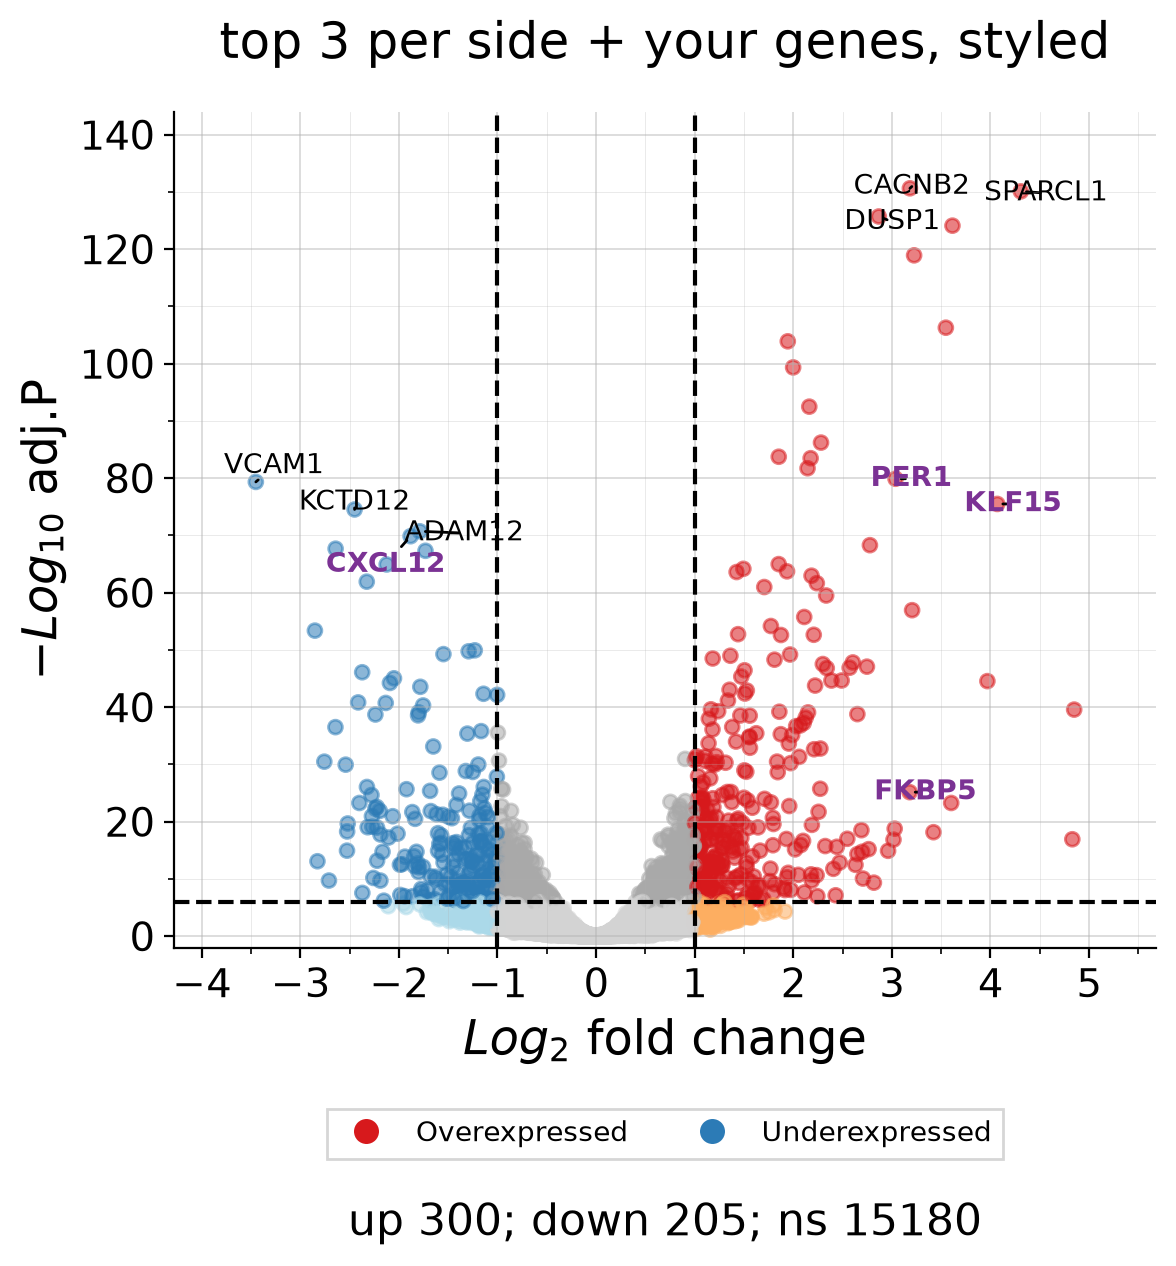 top 3 per side + your genes, styled
−Log10 adj.P
140
120
100
80
60
40
20
0
CACNB2
SPARCL1
DUSP1
VCAM1
PER1
KCTD12
KLF15
ADAM12
CXCL12
FKBP5
−4 −3 −2 −1 0 1 2 3 4 5
Log2 fold change
Overexpressed Underexpressed
up 300; down 205; ns 15180